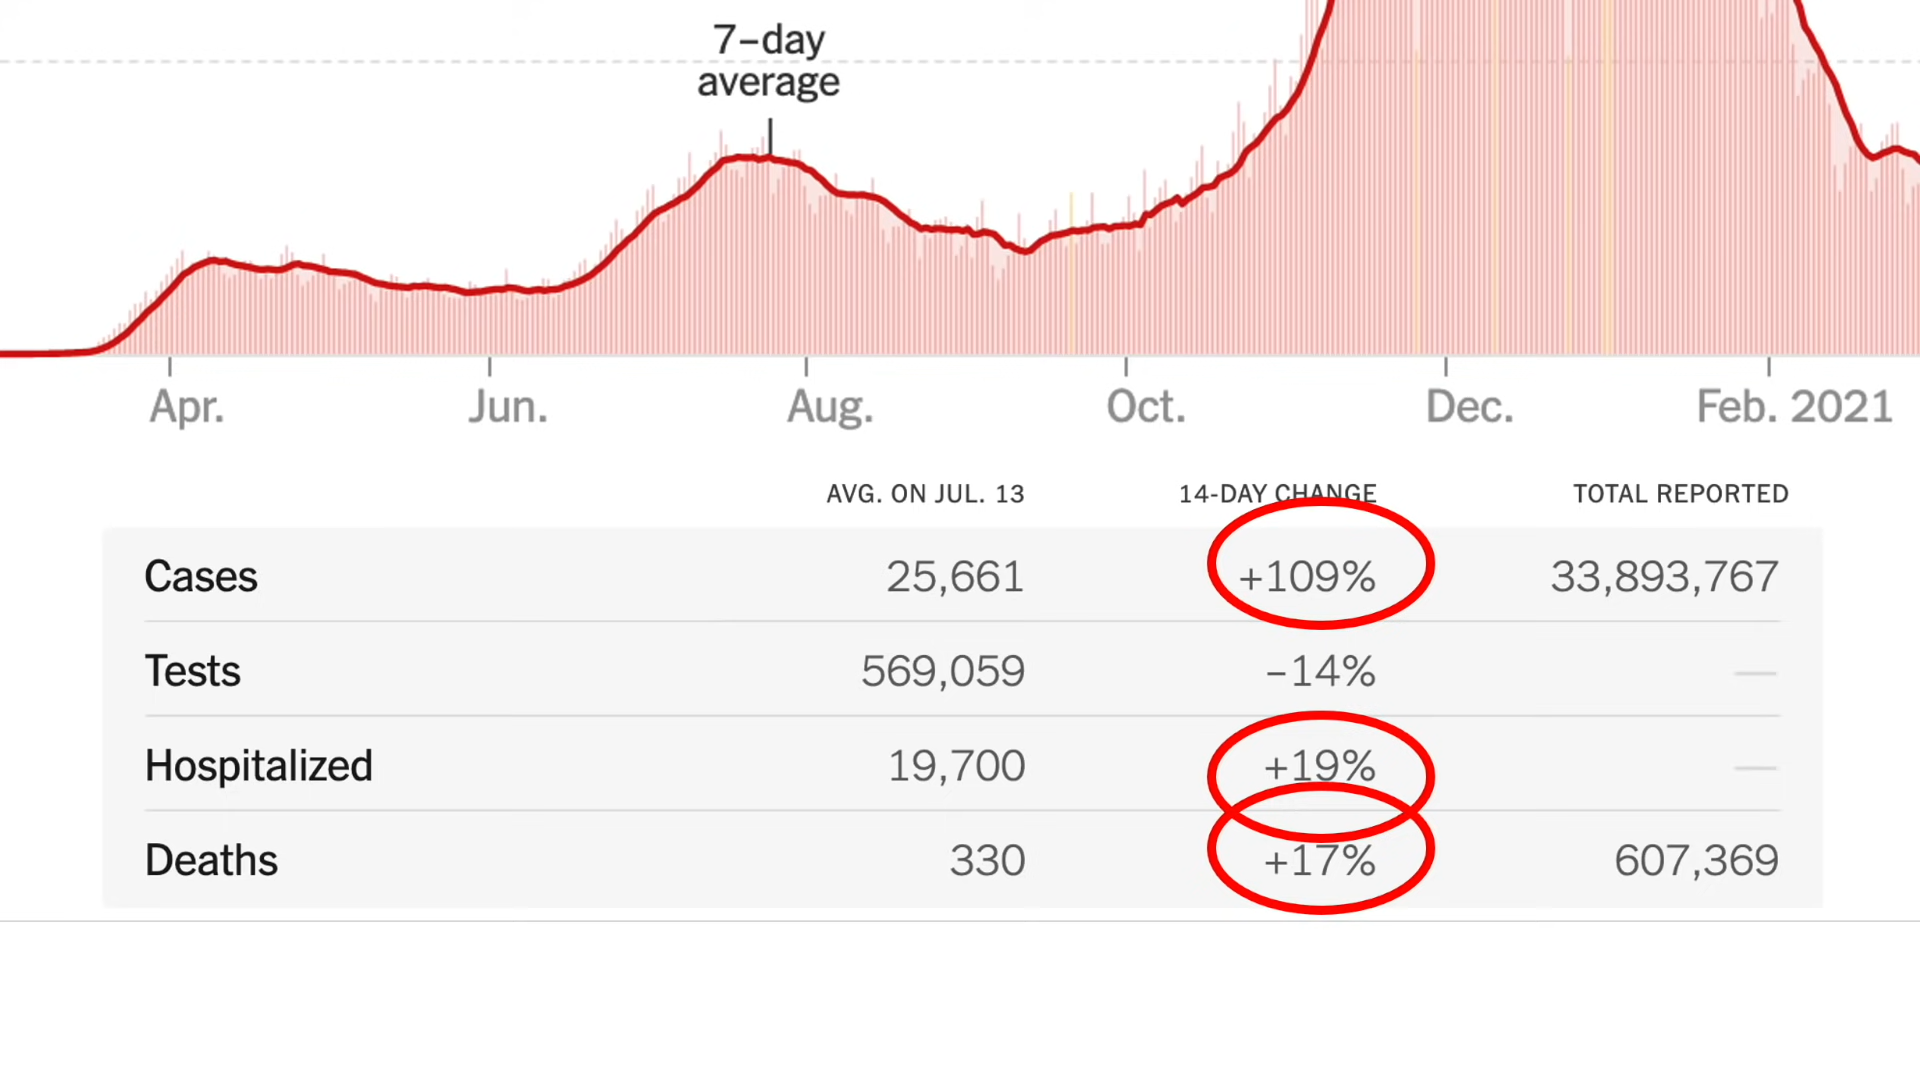 7–day
average
Apr. Jun. Aug. Oct. Dec. Feb. 2021
AVG. ON JUL. 13 14-DAY CHANGE TOTAL REPORTED
Cases 25,661 +109% 33,893,767
Tests 569,059 –14% —
Hospitalized 19,700 +19% —
Deaths 330 +17% 607,369